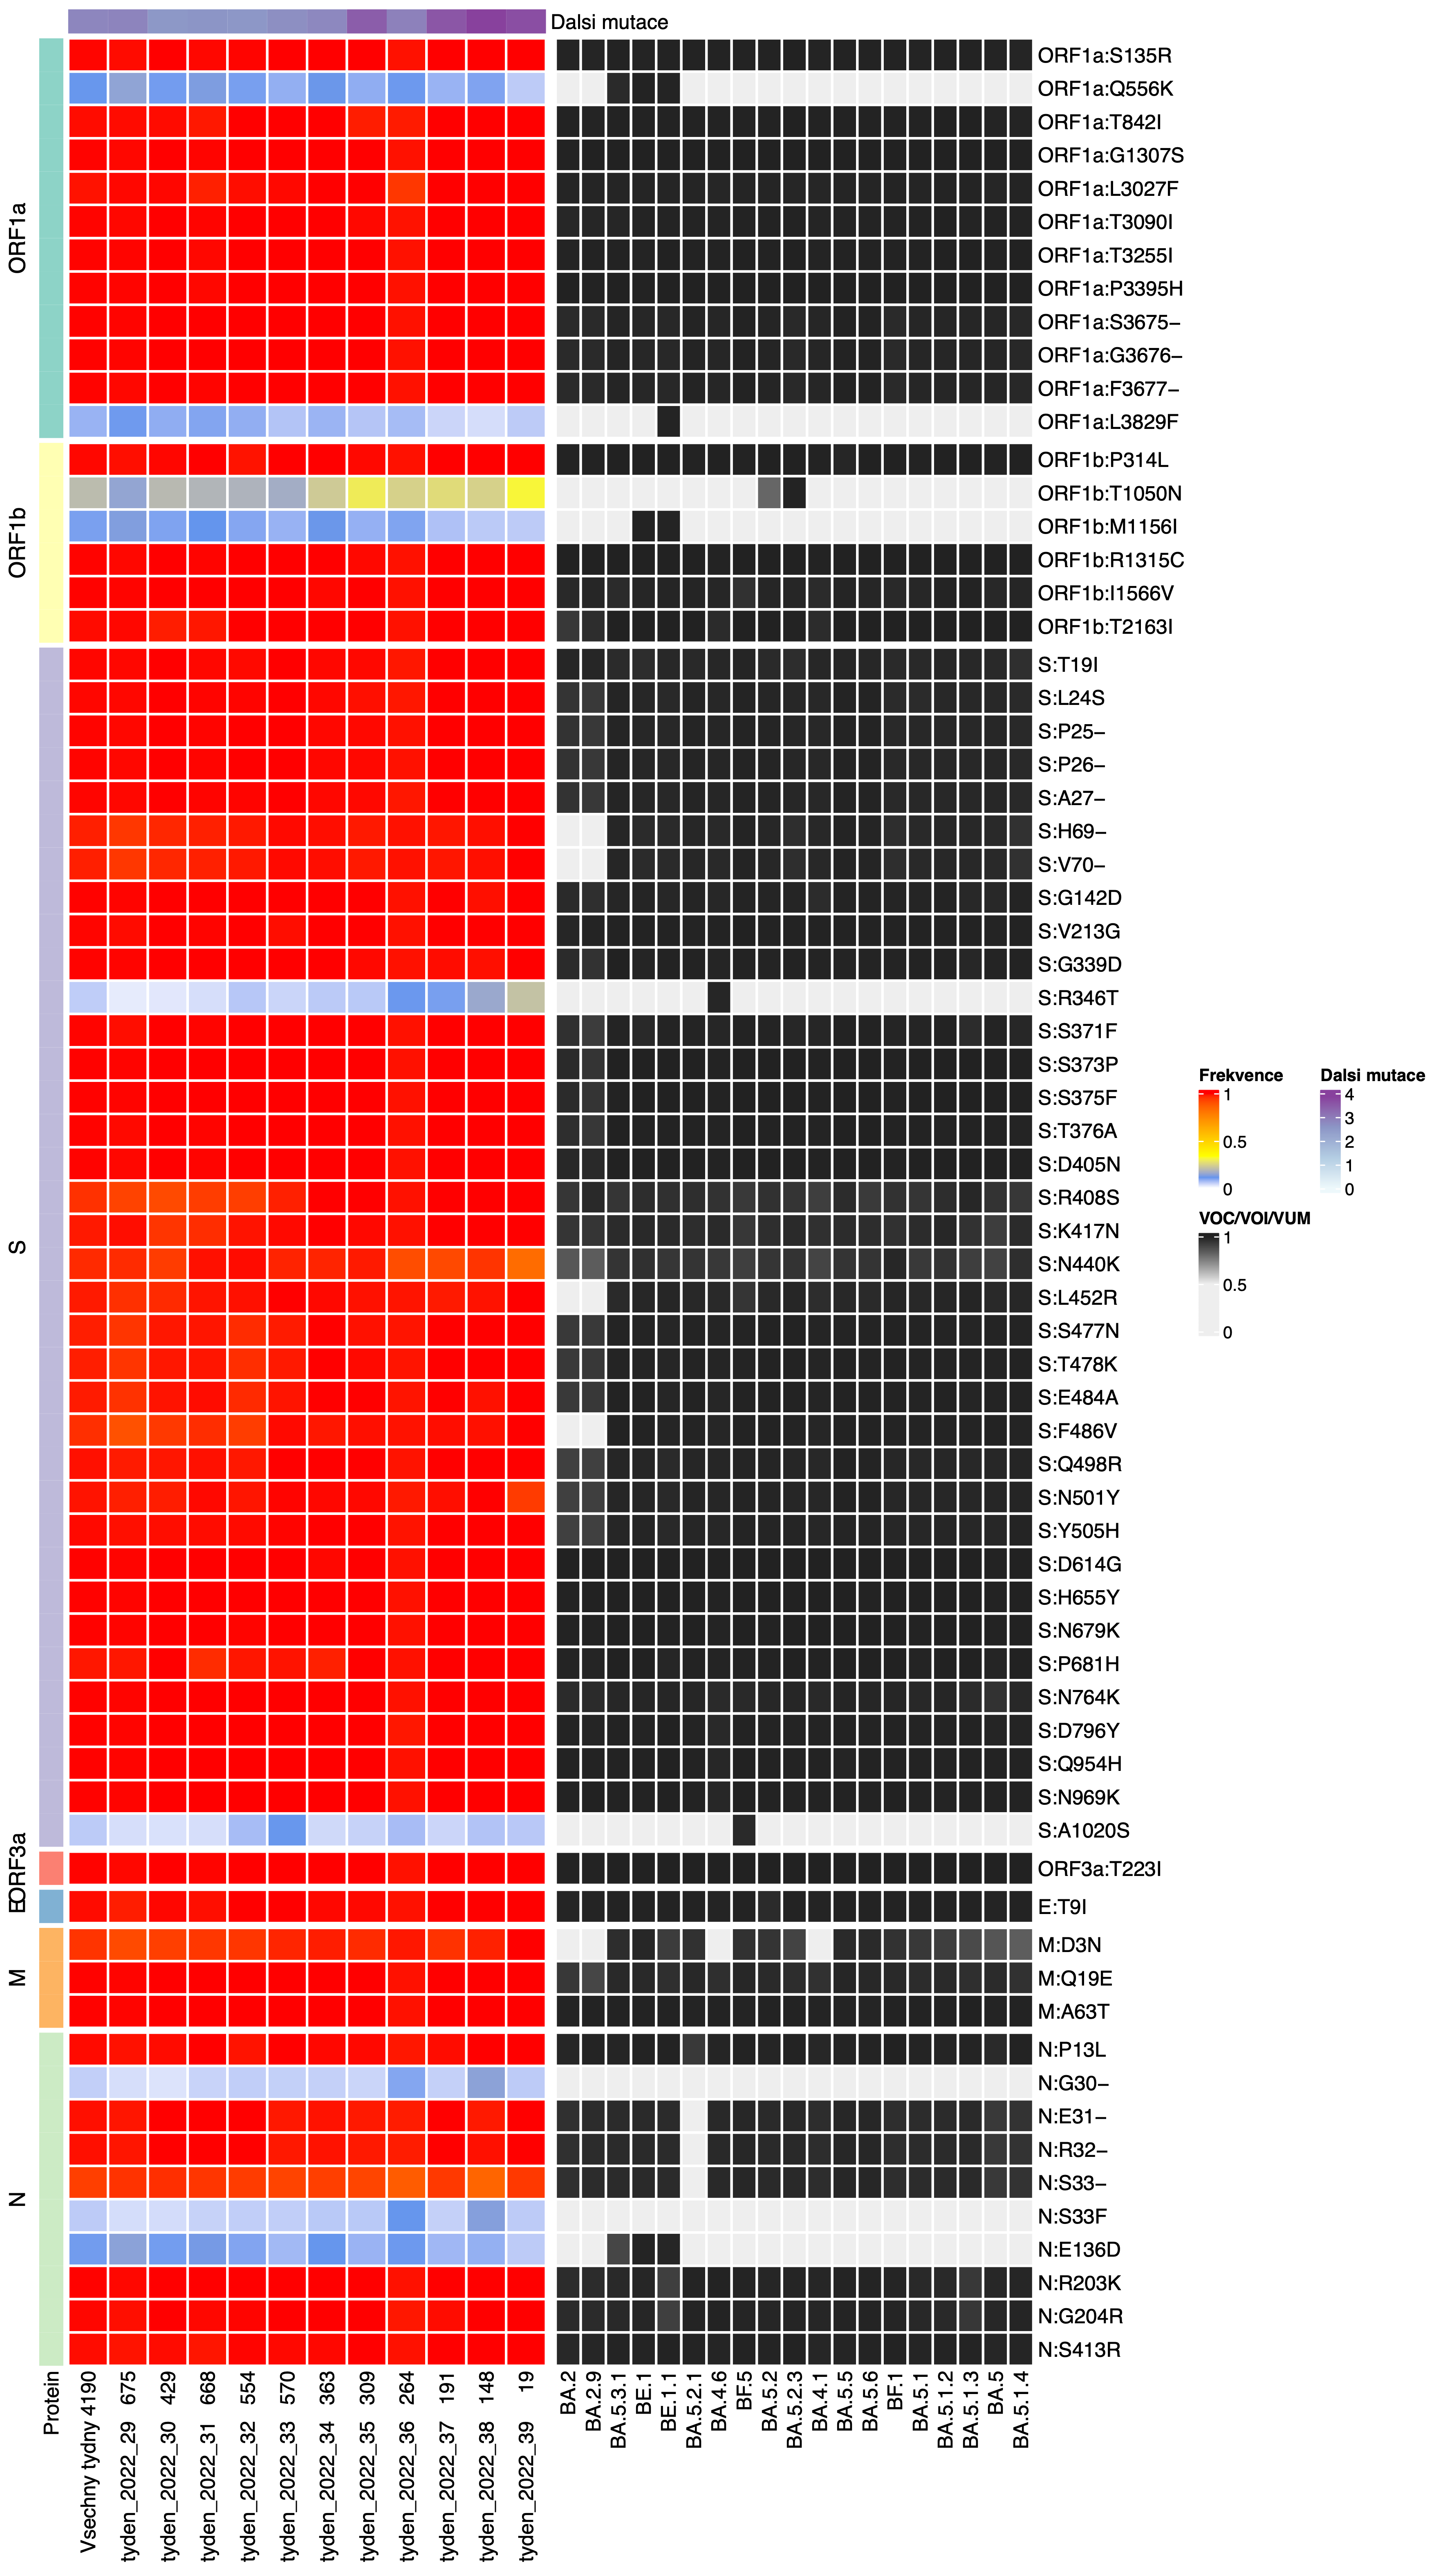 Dalsi mutace
ORF1a
ORF1a:S135R
ORF1a:Q556K
ORF1a:T842I
ORF1a:G1307S
ORF1a:L3027F
ORF1a:T3090I
ORF1a:T3255I
ORF1a:P3395H
ORF1a:S3675–
ORF1a:G3676–
ORF1a:F3677–
ORF1a:L3829F
ORF1b
ORF1b:P314L
ORF1b:T1050N
ORF1b:M1156I
ORF1b:R1315C
ORF1b:I1566V
ORF1b:T2163I
S
S:T19I
S:L24S
S:P25–
S:P26–
S:A27–
S:H69–
S:V70–
S:G142D
S:V213G
S:G339D
S:R346T
S:S371F
S:S373P
S:S375F
S:T376A
S:D405N
S:R408S
S:K417N
S:N440K
S:L452R
S:S477N
S:T478K
S:E484A
S:F486V
S:Q498R
S:N501Y
S:Y505H
S:D614G
S:H655Y
S:N679K
S:P681H
S:N764K
S:D796Y
S:Q954H
S:N969K
S:A1020S
ORF3a
ORF3a:T223I
E
E:T9I
M
M:D3N
M:Q19E
M:A63T
N
N:P13L
N:G30–
N:E31–
N:R32–
N:S33–
N:S33F
N:E136D
N:R203K
N:G204R
N:S413R
Protein
Vsechny tydny 4190
tyden_2022_29 675
tyden_2022_30 429
tyden_2022_31 668
tyden_2022_32 554
tyden_2022_33 570
tyden_2022_34 363
tyden_2022_35 309
tyden_2022_36 264
tyden_2022_37 191
tyden_2022_38 148
tyden_2022_39 19
BA.2
BA.2.9
BA.5.3.1
BE.1
BE.1.1
BA.5.2.1
BA.4.6
BF.5
BA.5.2
BA.5.2.3
BA.4.1
BA.5.5
BA.5.6
BF.1
BA.5.1
BA.5.1.2
BA.5.1.3
BA.5
BA.5.1.4
Frekvence
1
0.5
0
Dalsi mutace
4
3
2
1
0
VOC/VOI/VUM
1
0.5
0